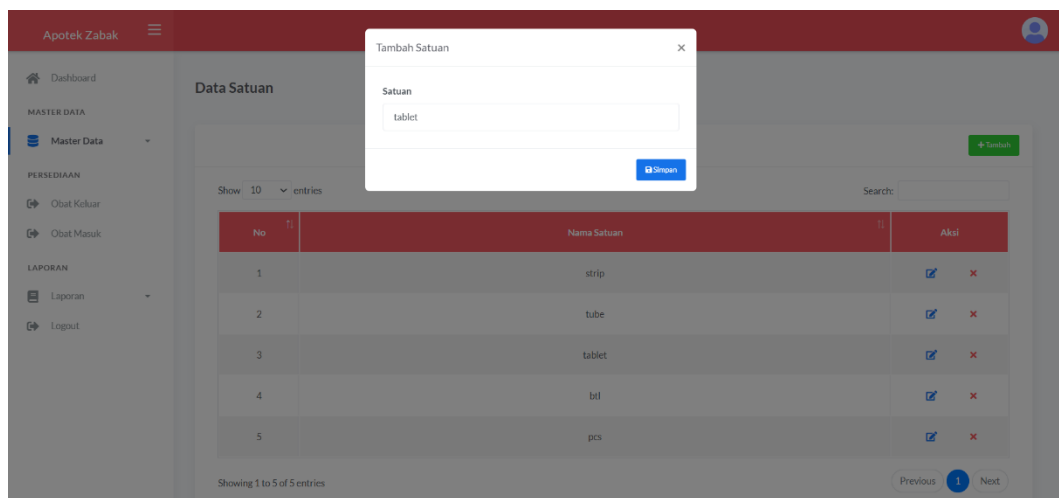 Apotek Zabak
Tambah Satuan
Satuan
tablet
Simpan
Dashboard
MASTER DATA
Master Data
PERSEDIAAN
Obat Keluar
Obat Masuk
LAPORAN
Laporan
Logout
Data Satuan
+ Tambah
Show 10 entries
Search:
No Nama Satuan Aksi
1 strip
2 tube
3 tablet
4 btl
5 pcs
Showing 1 to 5 of 5 entries
Previous 1 Next